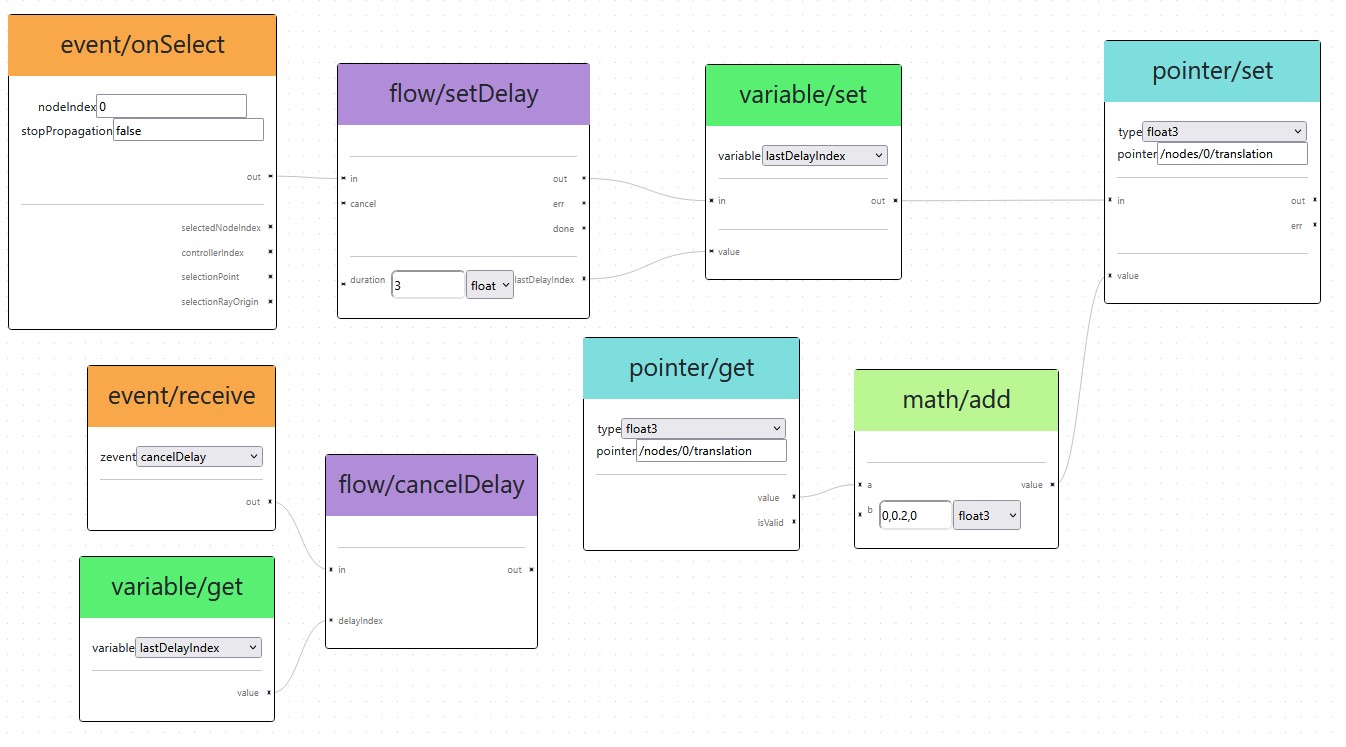 event/onSelect
nodeIndex 0
stopPropagation false
out
selectedNodeIndex
controllerIndex
selectionPoint
selectionRayOrigin
flow/setDelay
in out
cancel err
done
duration 3 float lastDelayIndex
variable/set
variable lastDelayIndex
in out
value
pointer/set
type float3
pointer /nodes/0/translation
in out
err
value
event/receive
zevent cancelDelay
out
variable/get
variable lastDelayIndex
value
flow/cancelDelay
in out
delayIndex
pointer/get
type float3
pointer /nodes/0/translation
value
isValid
math/add
a value
b 0,0.2,0 float3